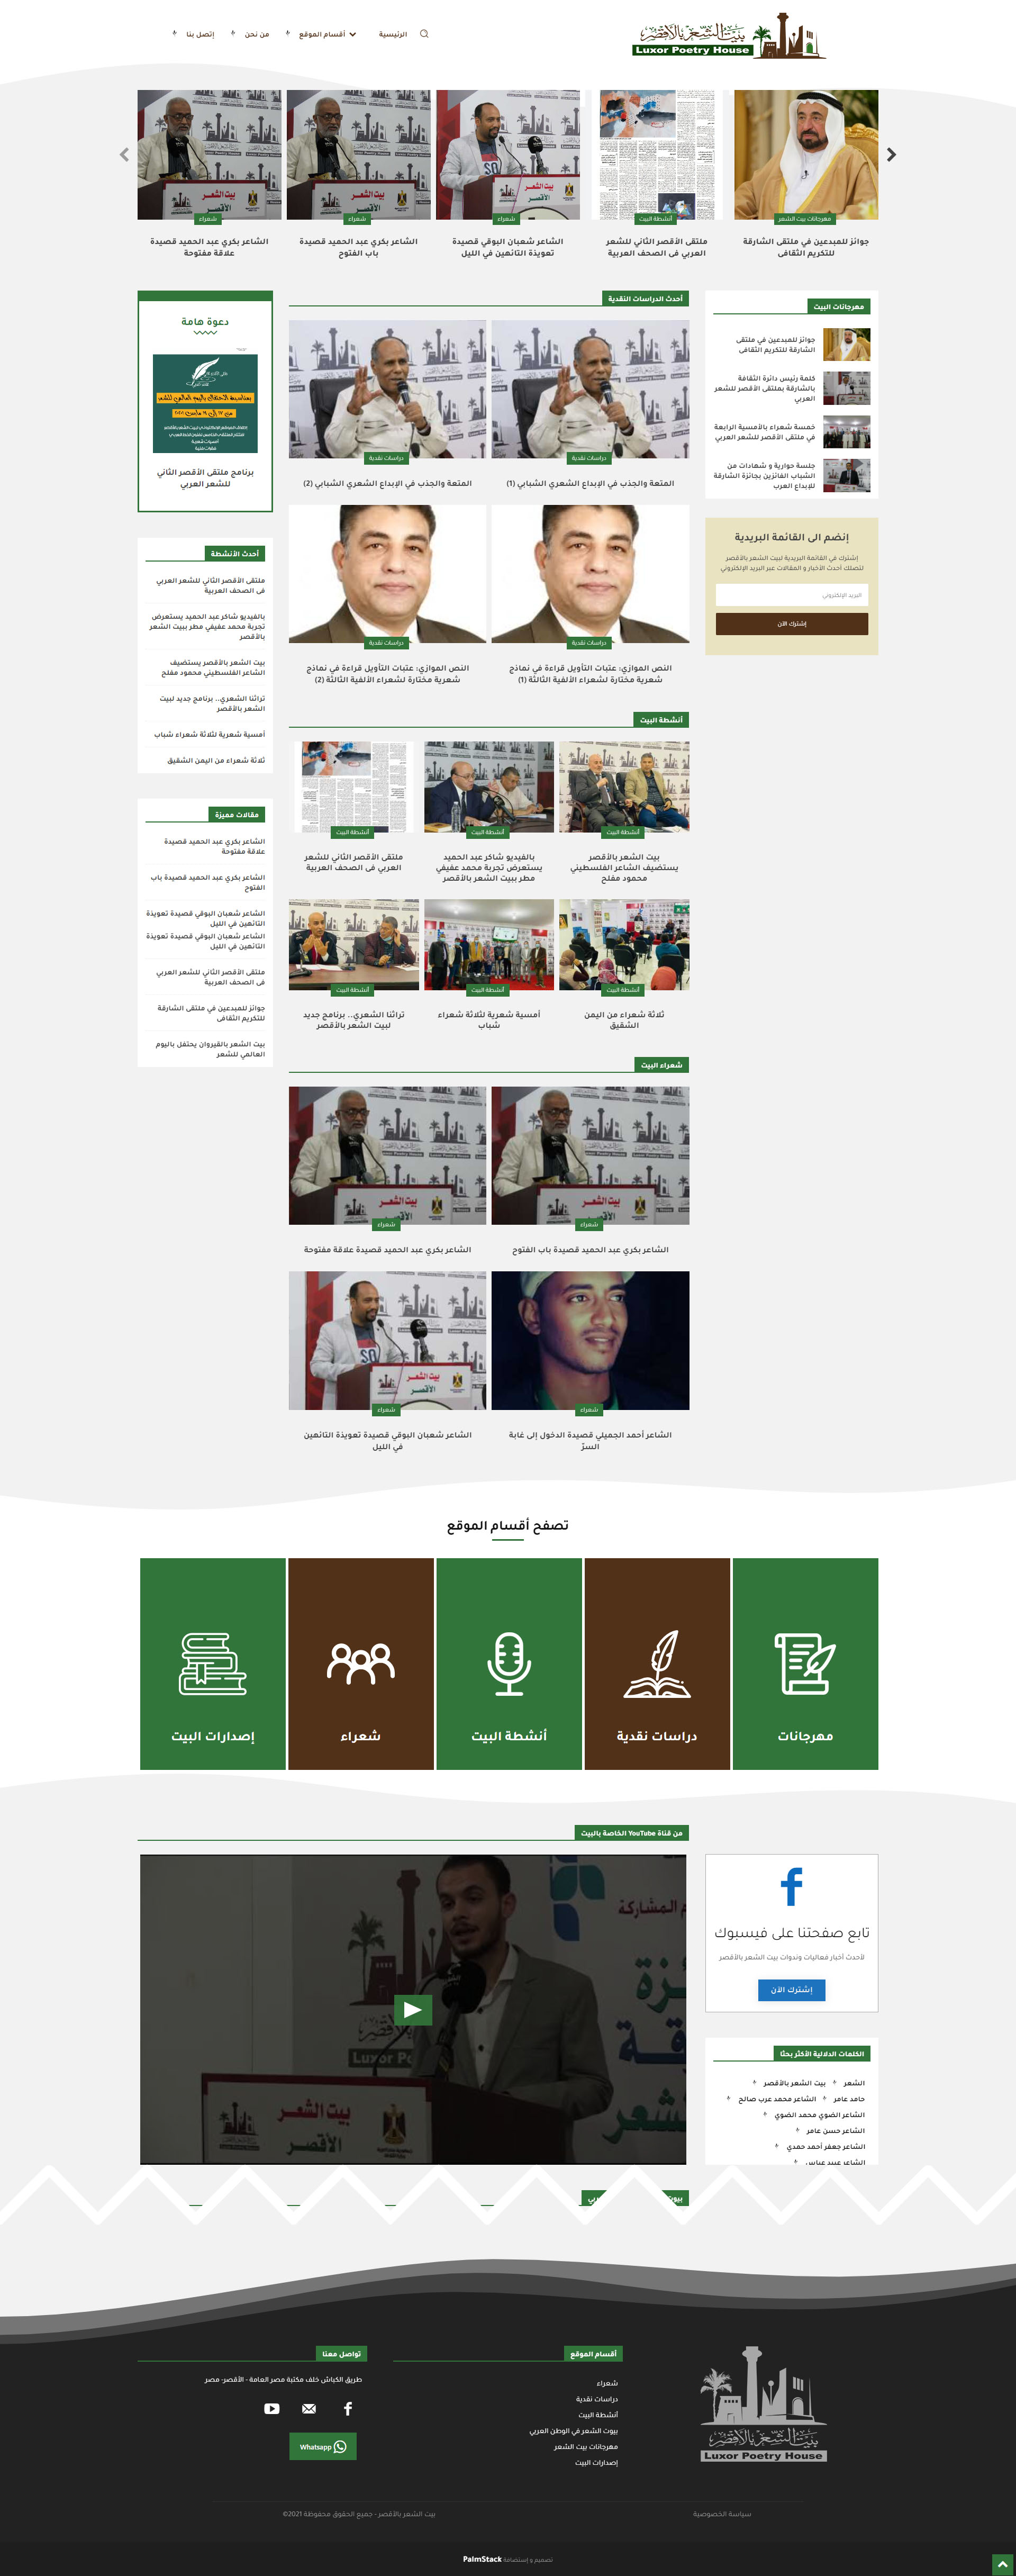 بيت الشعر بالأقصر
Luxor Poetry House
الرئيسية
أقسام الموقع
من نحن
إتصل بنا
مهرجانات بيت الشعر
جوائز للمبدعين في ملتقى الشارقة
للتكريم الثقافى
أنشطة البيت
ملتقى الأقصر الثاني للشعر
العربي فى الصحف العربية
شعراء
الشاعر شعبان البوقي قصيدة
تعويذة التائهين في الليل
شعراء
الشاعر بكري عبد الحميد قصيدة
باب الفتوح
شعراء
الشاعر بكري عبد الحميد قصيدة
علاقة مفتوحة
مهرجانات البيت
جوائز للمبدعين في ملتقى
الشارقة للتكريم الثقافى
كلمة رئيس دائرة الثقافة
بالشارقة بملتقى الأقصر للشعر
العربي
خمسة شعراء بالأمسية الرابعة
في ملتقى الأقصر للشعر العربي
جلسة حوارية و شهادات من
الشباب الفائزين بجائزة الشارقة
للإبداع العرب
إنضم الى القائمة البريدية
إشترك في القائمة البريدية لبيت الشعر بالأقصر
لتصلك أحدث الأخبار و المقالات عبر البريد الإلكتروني
البريد الإلكتروني
إشترك الآن
أحدث الدراسات النقدية
دراسات نقدية
المتعة والجذب في الإبداع الشعري الشبابي (1)
دراسات نقدية
المتعة والجذب في الإبداع الشعري الشبابي (2)
دراسات نقدية
النص الموازي: عتبات التأويل قراءة في نماذج
شعرية مختارة لشعراء الألفية الثالثة (1)
دراسات نقدية
النص الموازي: عتبات التأويل قراءة في نماذج
شعرية مختارة لشعراء الألفية الثالثة (2)
أنشطة البيت
أنشطة البيت
بيت الشعر بالأقصر
يستضيف الشاعر الفلسطيني
محمود مفلح
أنشطة البيت
بالفيديو شاكر عبد الحميد
يستعرض تجربة محمد عفيفي
مطر ببيت الشعر بالأقصر
أنشطة البيت
ملتقى الأقصر الثاني للشعر
العربي فى الصحف العربية
أنشطة البيت
ثلاثة شعراء من اليمن
الشقيق
أنشطة البيت
أمسية شعرية لثلاثة شعراء
شباب
أنشطة البيت
تراثنا الشعري.. برنامج جديد
لبيت الشعر بالأقصر
شعراء البيت
شعراء
الشاعر بكري عبد الحميد قصيدة باب الفتوح
شعراء
الشاعر بكري عبد الحميد قصيدة علاقة مفتوحة
شعراء
الشاعر أحمد الجميلي قصيدة الدخول إلى غابة
السرّ
شعراء
الشاعر شعبان البوقي قصيدة تعويذة التائهين
في الليل
دعوة هامة
برنامج ملتقى الأقصر الثاني
للشعر العربي
أحدث الأنشطة
ملتقى الأقصر الثاني للشعر العربي
فى الصحف العربية
بالفيديو شاكر عبد الحميد يستعرض
تجربة محمد عفيفي مطر ببيت الشعر
بالأقصر
بيت الشعر بالأقصر يستضيف
الشاعر الفلسطيني محمود مفلح
تراثنا الشعري.. برنامج جديد لبيت
الشعر بالأقصر
أمسية شعرية لثلاثة شعراء شباب
ثلاثة شعراء من اليمن الشقيق
مقالات مميزة
الشاعر بكري عبد الحميد قصيدة
علاقة مفتوحة
الشاعر بكري عبد الحميد قصيدة باب
الفتوح
الشاعر شعبان البوقي قصيدة تعويذة
التائهين في الليل
الشاعر شعبان البوقي قصيدة تعويذة
التائهين في الليل
ملتقى الأقصر الثاني للشعر العربي
فى الصحف العربية
جوائز للمبدعين في ملتقى الشارقة
للتكريم الثقافى
بيت الشعر بالقيروان يحتفل باليوم
العالمي للشعر
تصفح أقسام الموقع
مهرجانات
دراسات نقدية
أنشطة البيت
شعراء
إصدارات البيت
من قناة YouTube الخاصة بالبيت
تابع صفحتنا على فيسبوك
لأحدث أخبار فعاليات وندوات بيت الشعر بالأقصر
إشترك الآن
الكلمات الدلالية الأكثر بحثا
الشعر
بيت الشعر بالأقصر
حامد عامر
الشاعر محمد عرب صالح
الشاعر الضوي محمد الضوي
الشاعر حسن عامر
الشاعر جعفر أحمد حمدي
الشاعر عبيد عباس
أقسام الموقع
شعراء
دراسات نقدية
أنشطة البيت
بيوت الشعر في الوطن العربي
مهرجانات بيت الشعر
إصدارات البيت
تواصل معنا
طريق الكباش خلف مكتبة مصر العامة - الأقصر- مصر
Whatsapp
بيت الشعر بالأقصر
Luxor Poetry House
سياسة الخصوصية
بيت الشعر بالأقصر - جميع الحقوق محفوظة 2021©
تصميم و إستضافة PalmStack